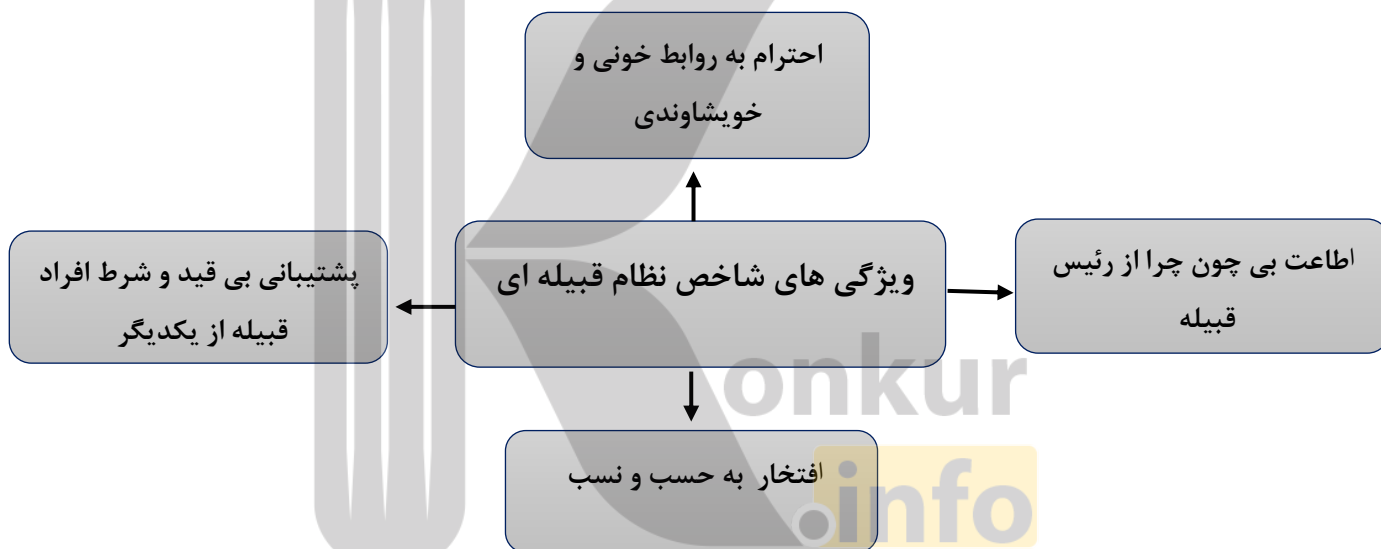 احترام به روابط خونی و
خویشاوندی
ویژگی های شاخص نظام قبیله ای
اطاعت بی چون چرا از رئیس
قبیله
پشتیبانی بی قید و شرط افراد
قبیله از یکدیگر
افتخار به حسب و نسب
Konkur
.info